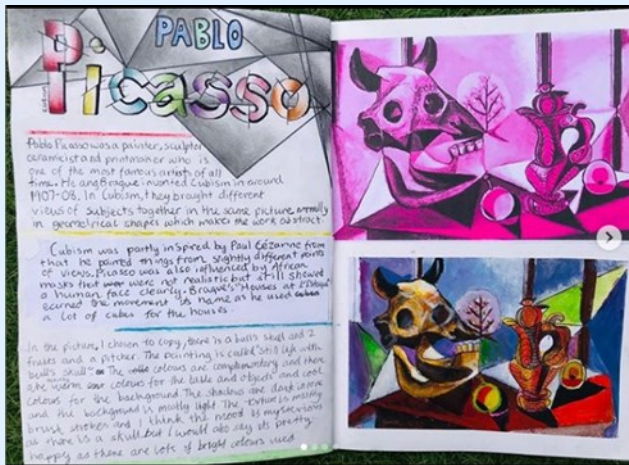 PABLO
Picasso
Pablo Picasso was a painter, sculptor
ceramicist and printmaker who is
one of the most famous artists of all
time. He and Braque invented Cubism in around
1907-08. In Cubism, they brought different
views of subjects together in the same picture, normally
in geometrical shapes which makes the work abstract.
Cubism was partly inspired by Paul Cézanne from
that he painted things from slightly different points
of views. Picasso was also influenced by African
masks that were not realistic but still showed
a human face clearly. Braque's "Houses at L'Estaque"
earned the movement its name as he used
a lot of cubes for the houses.
In the picture I chosen to copy, there is a bull's skull and 2
fruits and a pitcher. The painting is called "Still life with
bull's skull" The colours are complimentary and there
are warm colours for the table and objects and cool
colours for the background. The shadows are dark
and the background is mostly light. The is mostly
brush strokes and I think the mood is mysterious
as there is a skull but I would also say its pretty
happy as there are lots of bright colours used